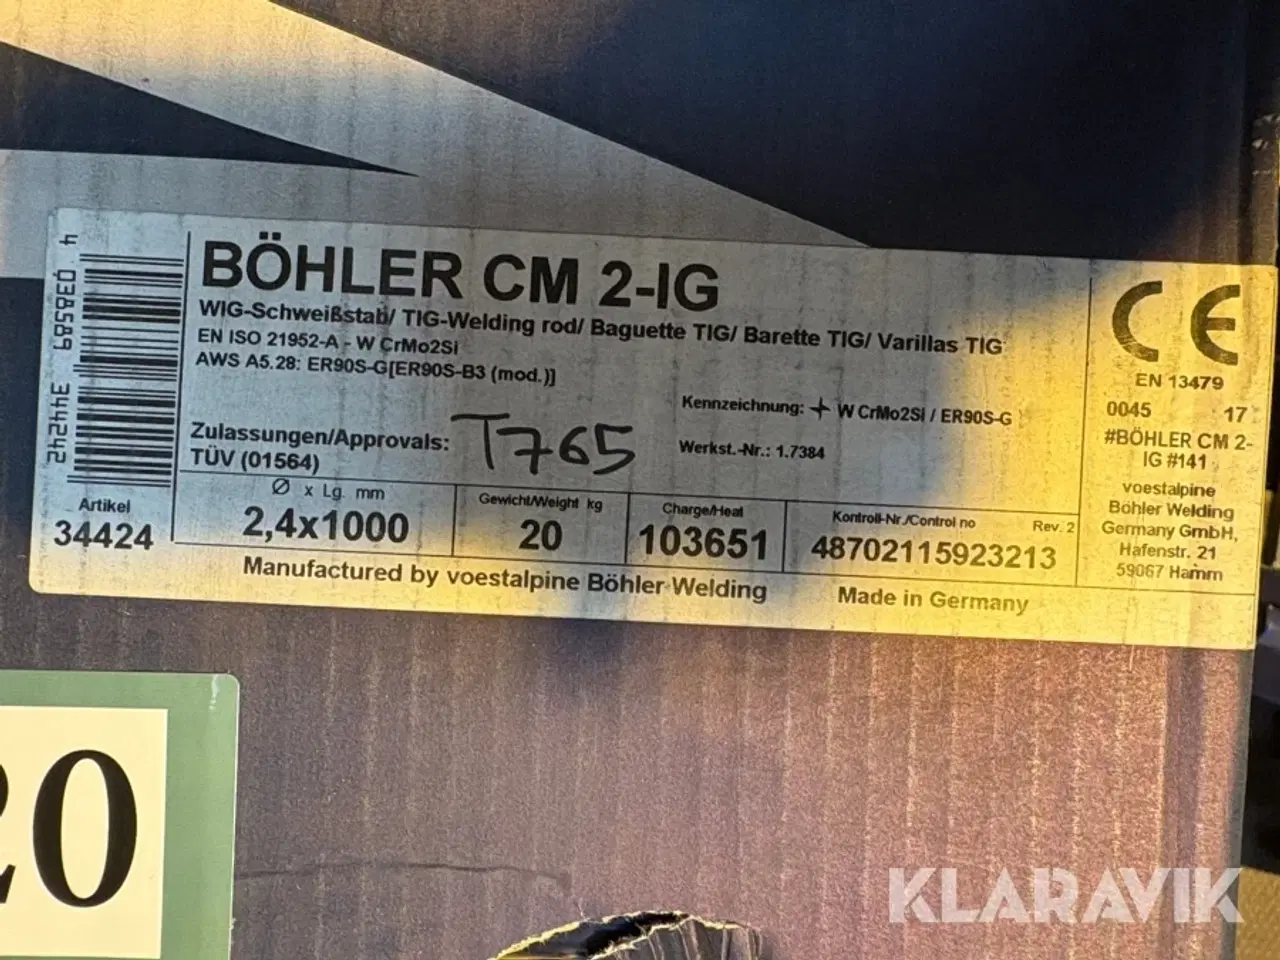 BÖHLER CM 2-IG
WIG-Schweißstab/ TIG-Welding rod/ Baguette TIG/ Barette TIG/ Varillas TIG
EN ISO 21952-A - W CrMo2Si
AWS A5.28: ER90S-G[ER90S-B3 (mod.)]
Kennzeichnung: W CrMo2Si / ER90S-G
Zulassungen/Approvals:
TÜV (01564)
T765
Werkst.-Nr.: 1.7384
4 038589 344242
Artikel
34424
Ø x Lg. mm
2,4x1000
Gewicht/Weight kg
20
Charge/Heat
103651
Kontroll-Nr./Control no Rev. 2
48702115923213
Manufactured by voestalpine Böhler Welding
Made in Germany
CE
EN 13479
0045 17
#BÖHLER CM 2-
IG #141
voestalpine
Böhler Welding
Germany GmbH,
Hafenstr. 21
59067 Hamm
20
KLARAVIK